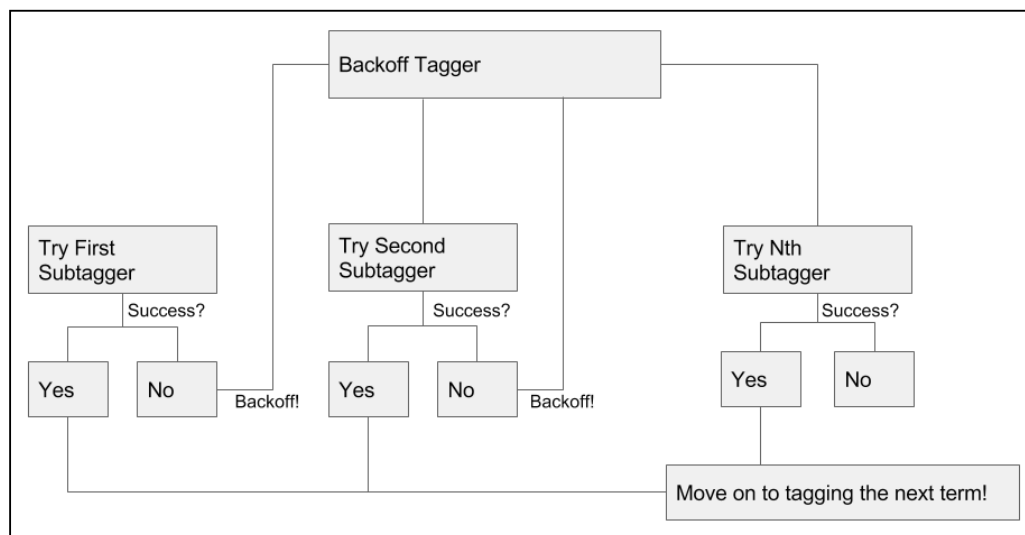 Backoff Tagger
Try First
Subtagger
Try Second
Subtagger
Try Nth
Subtagger
Success?
Success?
Success?
Yes
No
Backoff!
Yes
No
Backoff!
Yes
No
Move on to tagging the next term!